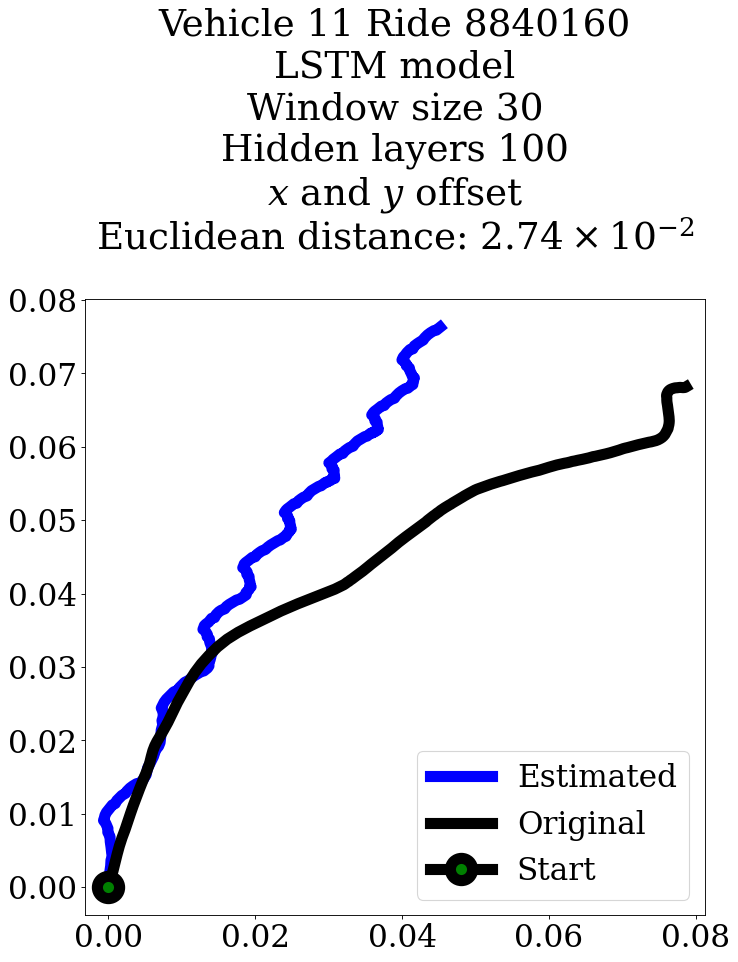 Vehicle 11 Ride 8840160
LSTM model
Window size 30
Hidden layers 100
x and y offset
Euclidean distance: 2.74 × 10⁻²
0.08
0.07
0.06
0.05
0.04
0.03
0.02
0.01
0.00
Estimated
Original
Start
0.00 0.02 0.04 0.06 0.08